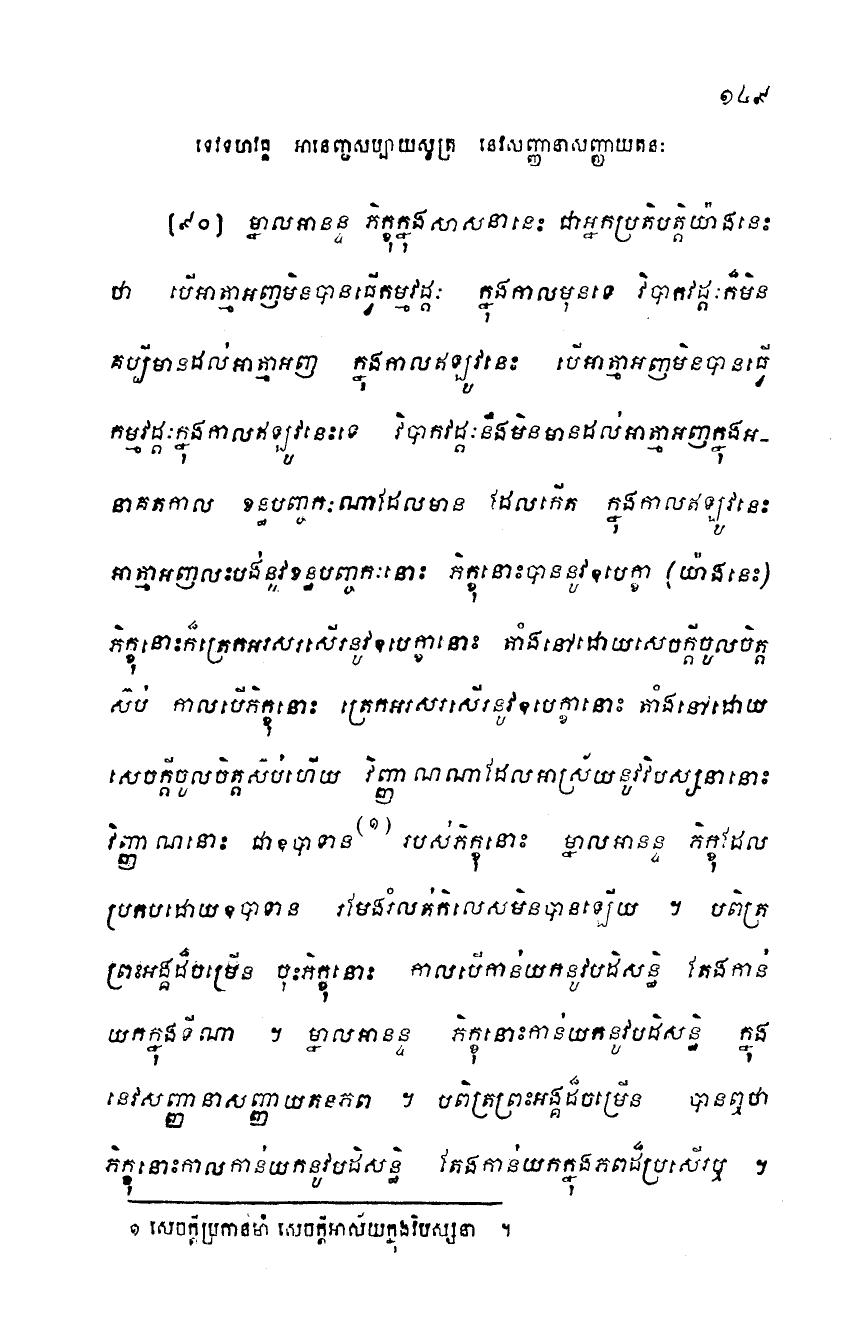 ១៤៩
ទេវទហវគ្គ អានេញ្ជសប្បាយសូត្រ នេវសញ្ញានាសញ្ញាយតនៈ
[៩០] ម្នាលអានន្ទ ភិក្ខុក្នុងសាសនានេះ ជាអ្នកប្រតិបត្តិយ៉ាងនេះ
ថា បើអាត្មាអញមិនបានធ្វើកម្មវដ្តៈ ក្នុងកាលមុនទេ វិបាកវដ្តៈក៏មិន
គប្បីមានដល់អាត្មាអញ ក្នុងកាលឥឡូវនេះ បើអាត្មាអញមិនបានធ្វើ
កម្មវដ្តៈក្នុងកាលឥឡូវនេះទេ វិបាកវដ្តៈនឹងមិនមានដល់អាត្មាអញក្នុងអ-
នាគតកាល ខន្ធបញ្ចកៈណាដែលមាន ដែលកើត ក្នុងកាលឥឡូវនេះ
អាត្មាអញលះបង់នូវខន្ធបញ្ចកៈនោះ ភិក្ខុនោះបាននូវឧបេក្ខា (យ៉ាងនេះ)
ភិក្ខុនោះក៏ត្រេកអរសរសើរនូវឧបេក្ខានោះ តាំងនៅដោយសេចក្តីចូលចិត្ត
ស៊ប់ កាលបើភិក្ខុនោះ ត្រេកអរសរសើរនូវឧបេក្ខានោះ តាំងនៅដោយ
សេចក្តីចូលចិត្តស៊ប់ហើយ វិញ្ញាណណាដែលអាស្រ័យនូវវិបស្សនានោះ
វិញ្ញាណនោះ ជាឧបាទាន(១) របស់ភិក្ខុនោះ ម្នាលអានន្ទ ភិក្ខុដែល
ប្រកបដោយឧបាទាន រមែងរំលត់កិលេសមិនបានឡើយ ។ បពិត្រ
ព្រះអង្គដ៏ចម្រើន ចុះភិក្ខុនោះ កាលបើកាន់យកនូវបដិសន្ធិ តែងកាន់
យកក្នុងទីណា ។ ម្នាលអានន្ទ ភិក្ខុនោះកាន់យកនូវបដិសន្ធិ ក្នុង
នេវសញ្ញានាសញ្ញាយតនភព ។ បពិត្រព្រះអង្គដ៏ចម្រើន បានឮថា
ភិក្ខុនោះកាលកាន់យកនូវបដិសន្ធិ តែងកាន់យកក្នុងភពដ៏ប្រសើរឬ ។
១ សេចក្តីប្រកាន់មាំ សេចក្តីអាស័យក្នុងវិបស្សនា ។